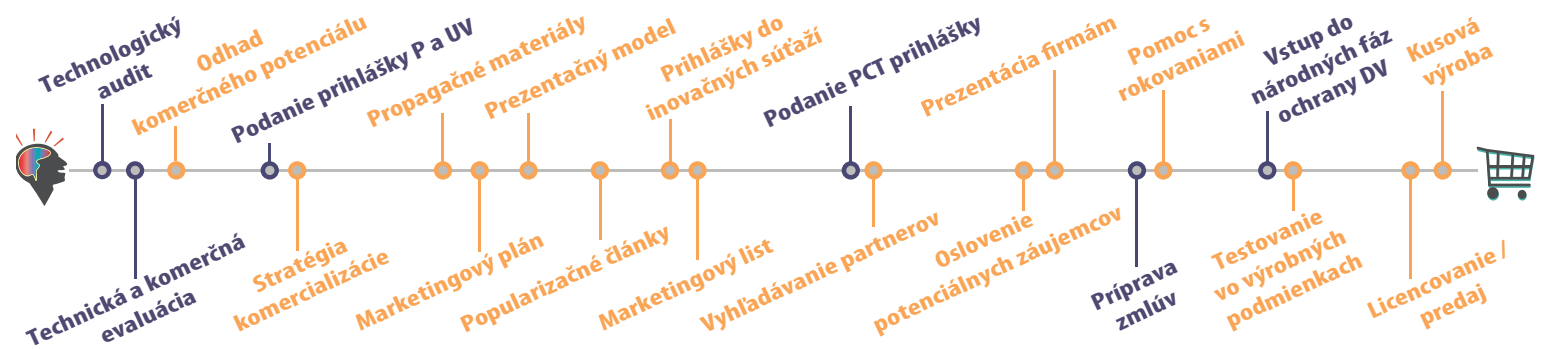 Technologický
audit
Technická a komerčná
evaluácia
Odhad
komerčného potenciálu
Podanie prihlášky P a UV
Stratégia
komercializácie
Propagačné materiály
Marketingový plán
Prezentačný model
Popularizačné články
Prihlášky do
inovačných súťaží
Marketingový list
Podanie PCT prihlášky
Vyhľadávanie partnerov
Oslovenie
potenciálnych záujemcov
Prezentácia firmám
Príprava
zmlúv
Pomoc s
rokovaniami
Vstup do
národných fáz
ochrany DV
Testovanie
vo výrobných
podmienkach
Licencovanie /
predaj
Kusová
výroba